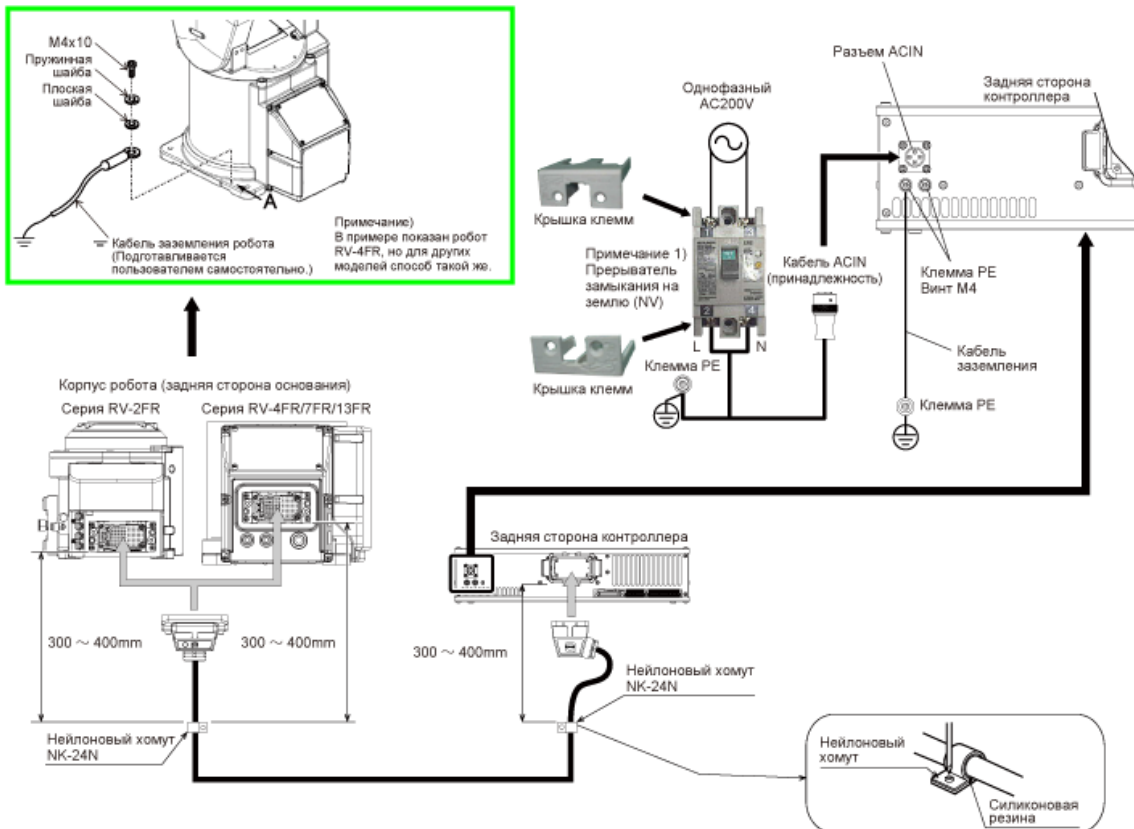 M4x10
Пружинная
шайба
Плоская
шайба
A
Кабель заземления робота
(Подготавливается
пользователем самостоятельно.)
Примечание)
В примере показан робот
RV-4FR, но для других
моделей способ такой же.
Разъем ACIN
Однофазный
AC200V
Задняя сторона
контроллера
Крышка клемм
Примечание 1)
Прерыватель
замыкания на
землю (NV)
Кабель ACIN
(принадлежность)
Клемма PE
Винт M4
1
2
4
L
N
Крышка клемм
Клемма PE
Кабель
заземления
Клемма PE
Корпус робота (задняя сторона основания)
Серия RV-2FR
Серия RV-4FR/7FR/13FR
Задняя сторона контроллера
300 ～ 400mm
300 ～ 400mm
300 ～ 400mm
Нейлоновый хомут
NK-24N
Нейлоновый хомут
NK-24N
Нейлоновый
хомут
Силиконовая
резина